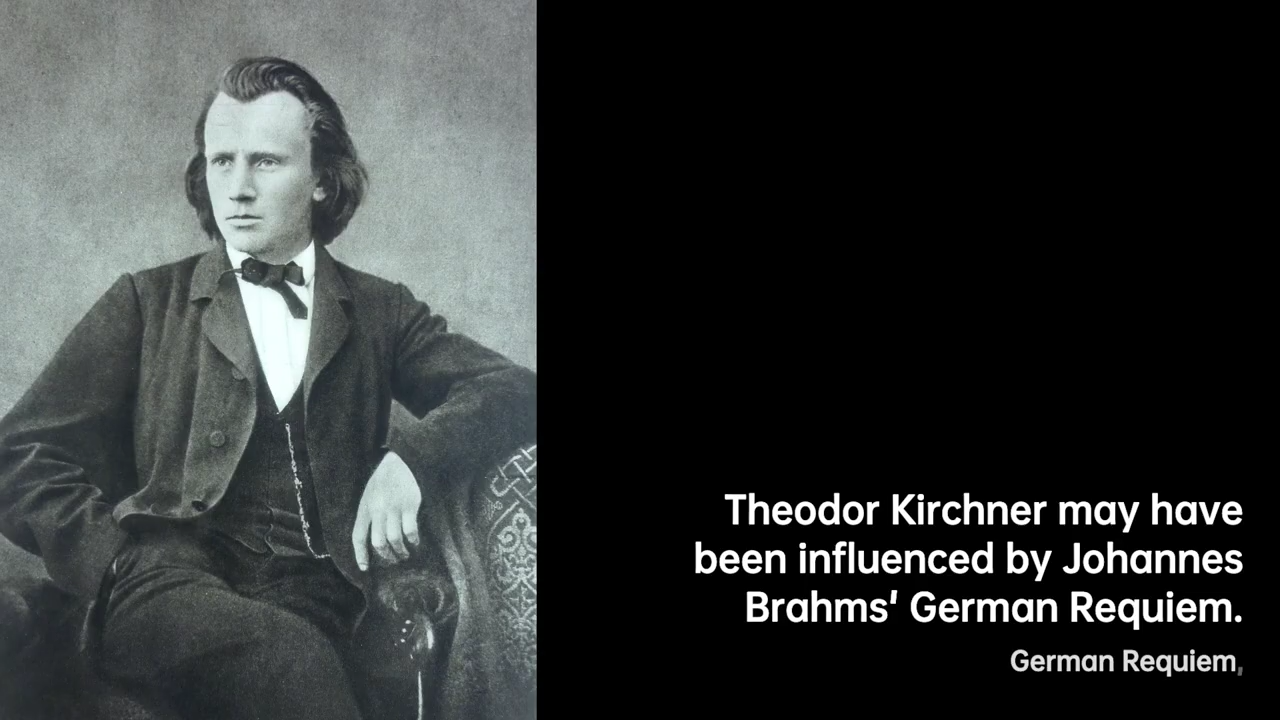 Theodor Kirchner may have
been influenced by Johannes
Brahms' German Requiem.
German Requiem,